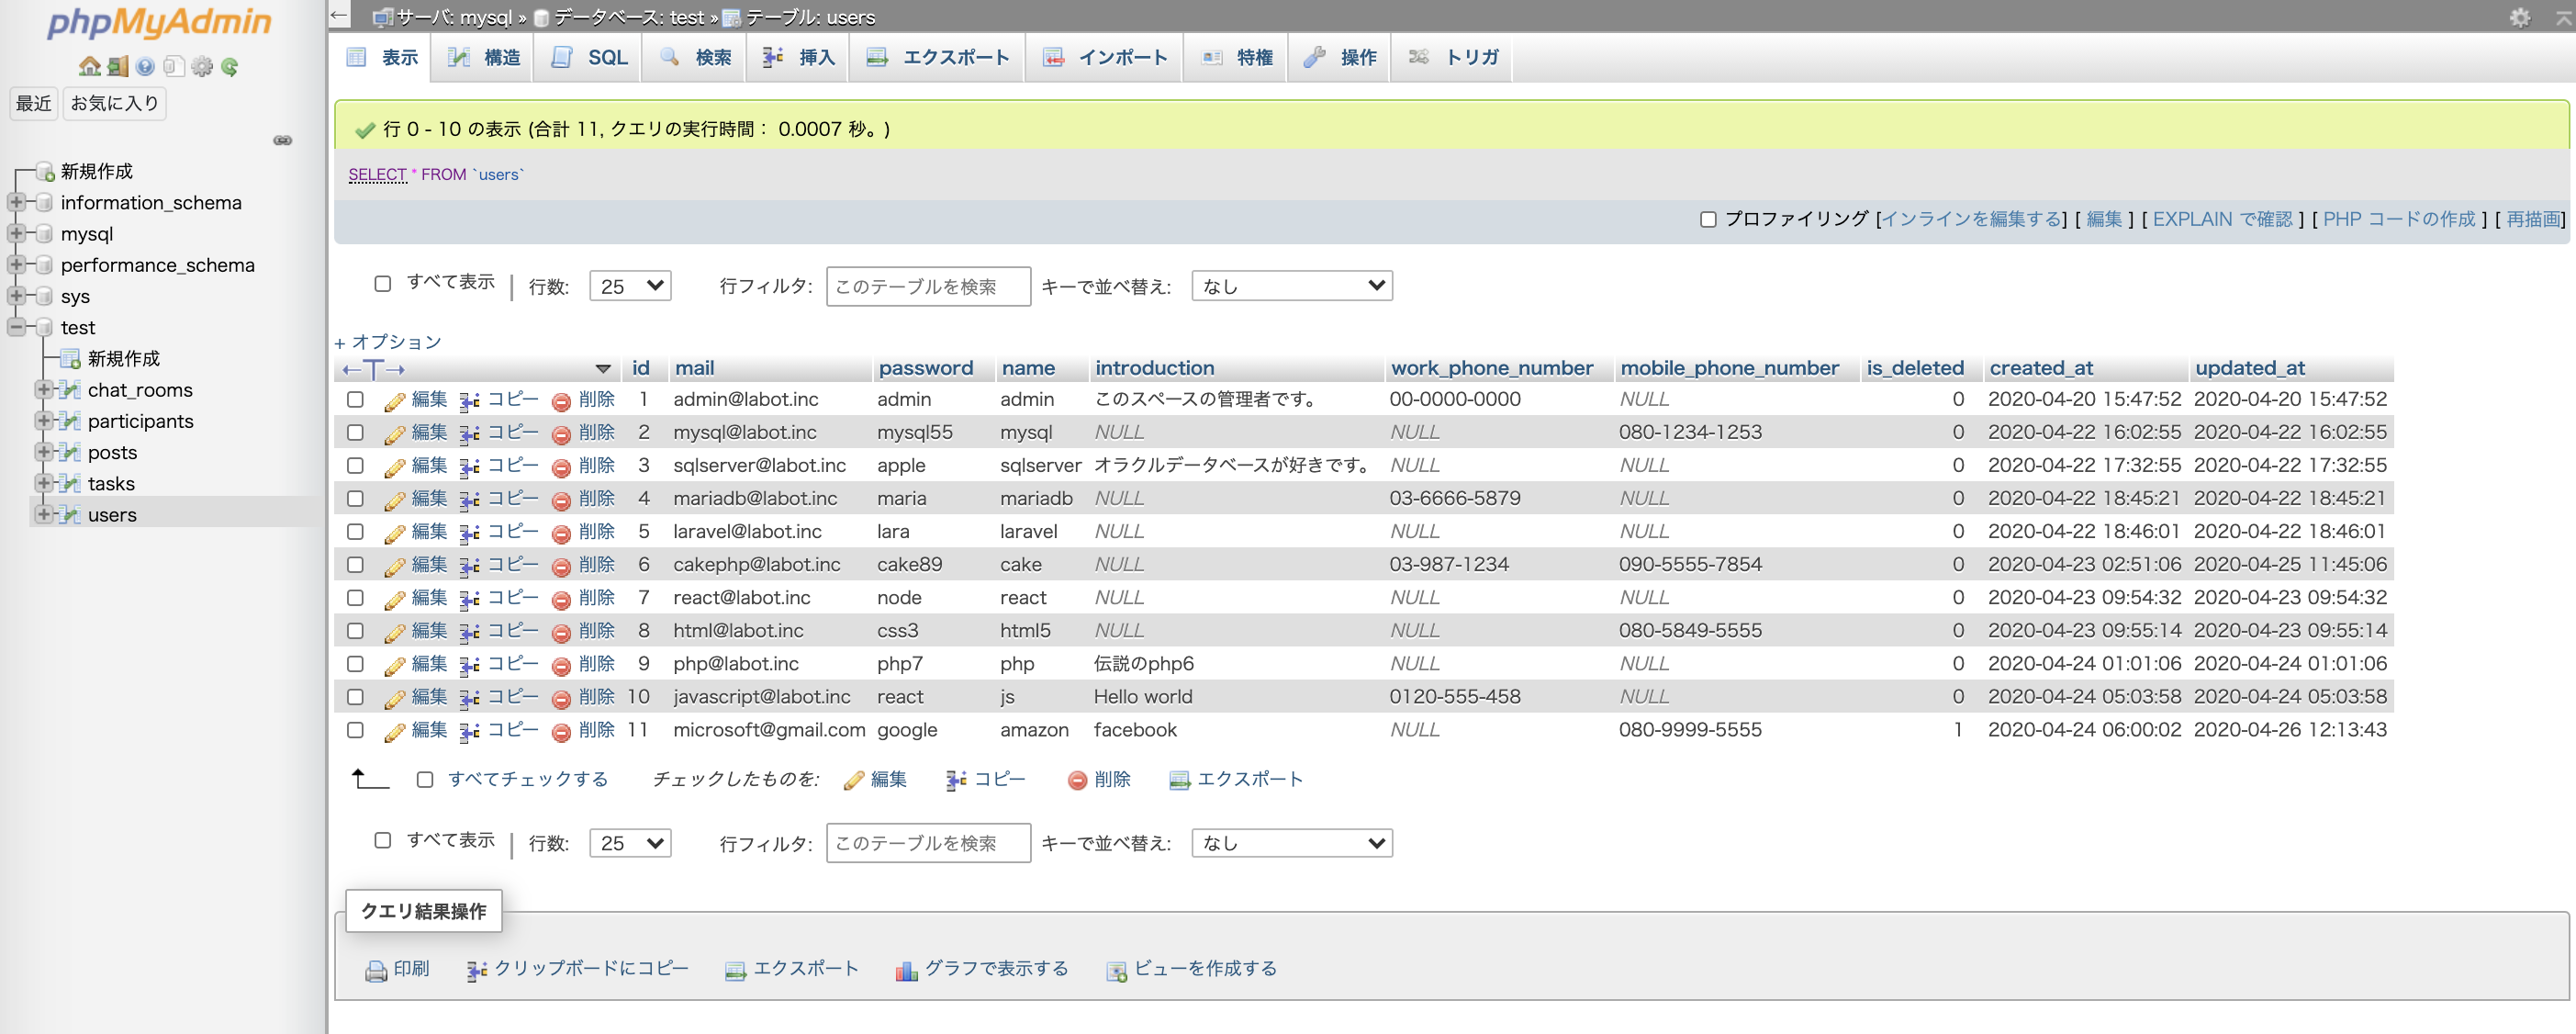 phpMyAdmin
最近 お気に入り
新規作成
information_schema
mysql
performance_schema
sys
test
新規作成
chat_rooms
participants
posts
tasks
users
サーバ: mysql » データベース: test » テーブル: users
表示 構造 SQL 検索 挿入 エクスポート インポート 特権 操作 トリガ
行 0 - 10 の表示 (合計 11, クエリの実行時間： 0.0007 秒。)
SELECT * FROM `users`
プロファイリング [インラインを編集する] [ 編集 ] [ EXPLAIN で確認 ] [ PHP コードの作成 ] [ 再描画]
すべて表示 | 行数: 25 行フィルタ: このテーブルを検索 キーで並べ替え: なし
+ オプション
←T→ id mail password name introduction work_phone_number mobile_phone_number is_deleted created_at updated_at
編集 コピー 削除 1 admin@labot.inc admin admin このスペースの管理者です。 00-0000-0000 NULL 0 2020-04-20 15:47:52 2020-04-20 15:47:52
編集 コピー 削除 2 mysql@labot.inc mysql55 mysql NULL NULL 080-1234-1253 0 2020-04-22 16:02:55 2020-04-22 16:02:55
編集 コピー 削除 3 sqlserver@labot.inc apple sqlserver オラクルデータベースが好きです。 NULL NULL 0 2020-04-22 17:32:55 2020-04-22 17:32:55
編集 コピー 削除 4 mariadb@labot.inc maria mariadb NULL 03-6666-5879 NULL 0 2020-04-22 18:45:21 2020-04-22 18:45:21
編集 コピー 削除 5 laravel@labot.inc lara laravel NULL NULL NULL 0 2020-04-22 18:46:01 2020-04-22 18:46:01
編集 コピー 削除 6 cakephp@labot.inc cake89 cake NULL 03-987-1234 090-5555-7854 0 2020-04-23 02:51:06 2020-04-25 11:45:06
編集 コピー 削除 7 react@labot.inc node react NULL NULL NULL 0 2020-04-23 09:54:32 2020-04-23 09:54:32
編集 コピー 削除 8 html@labot.inc css3 html5 NULL NULL 080-5849-5555 0 2020-04-23 09:55:14 2020-04-23 09:55:14
編集 コピー 削除 9 php@labot.inc php7 php 伝説のphp6 NULL NULL 0 2020-04-24 01:01:06 2020-04-24 01:01:06
編集 コピー 削除 10 javascript@labot.inc react js Hello world 0120-555-458 NULL 0 2020-04-24 05:03:58 2020-04-24 05:03:58
編集 コピー 削除 11 microsoft@gmail.com google amazon facebook NULL 080-9999-5555 1 2020-04-24 06:00:02 2020-04-26 12:13:43
すべてチェックする チェックしたものを: 編集 コピー 削除 エクスポート
すべて表示 | 行数: 25 行フィルタ: このテーブルを検索 キーで並べ替え: なし
クエリ結果操作
印刷 クリップボードにコピー エクスポート グラフで表示する ビューを作成する